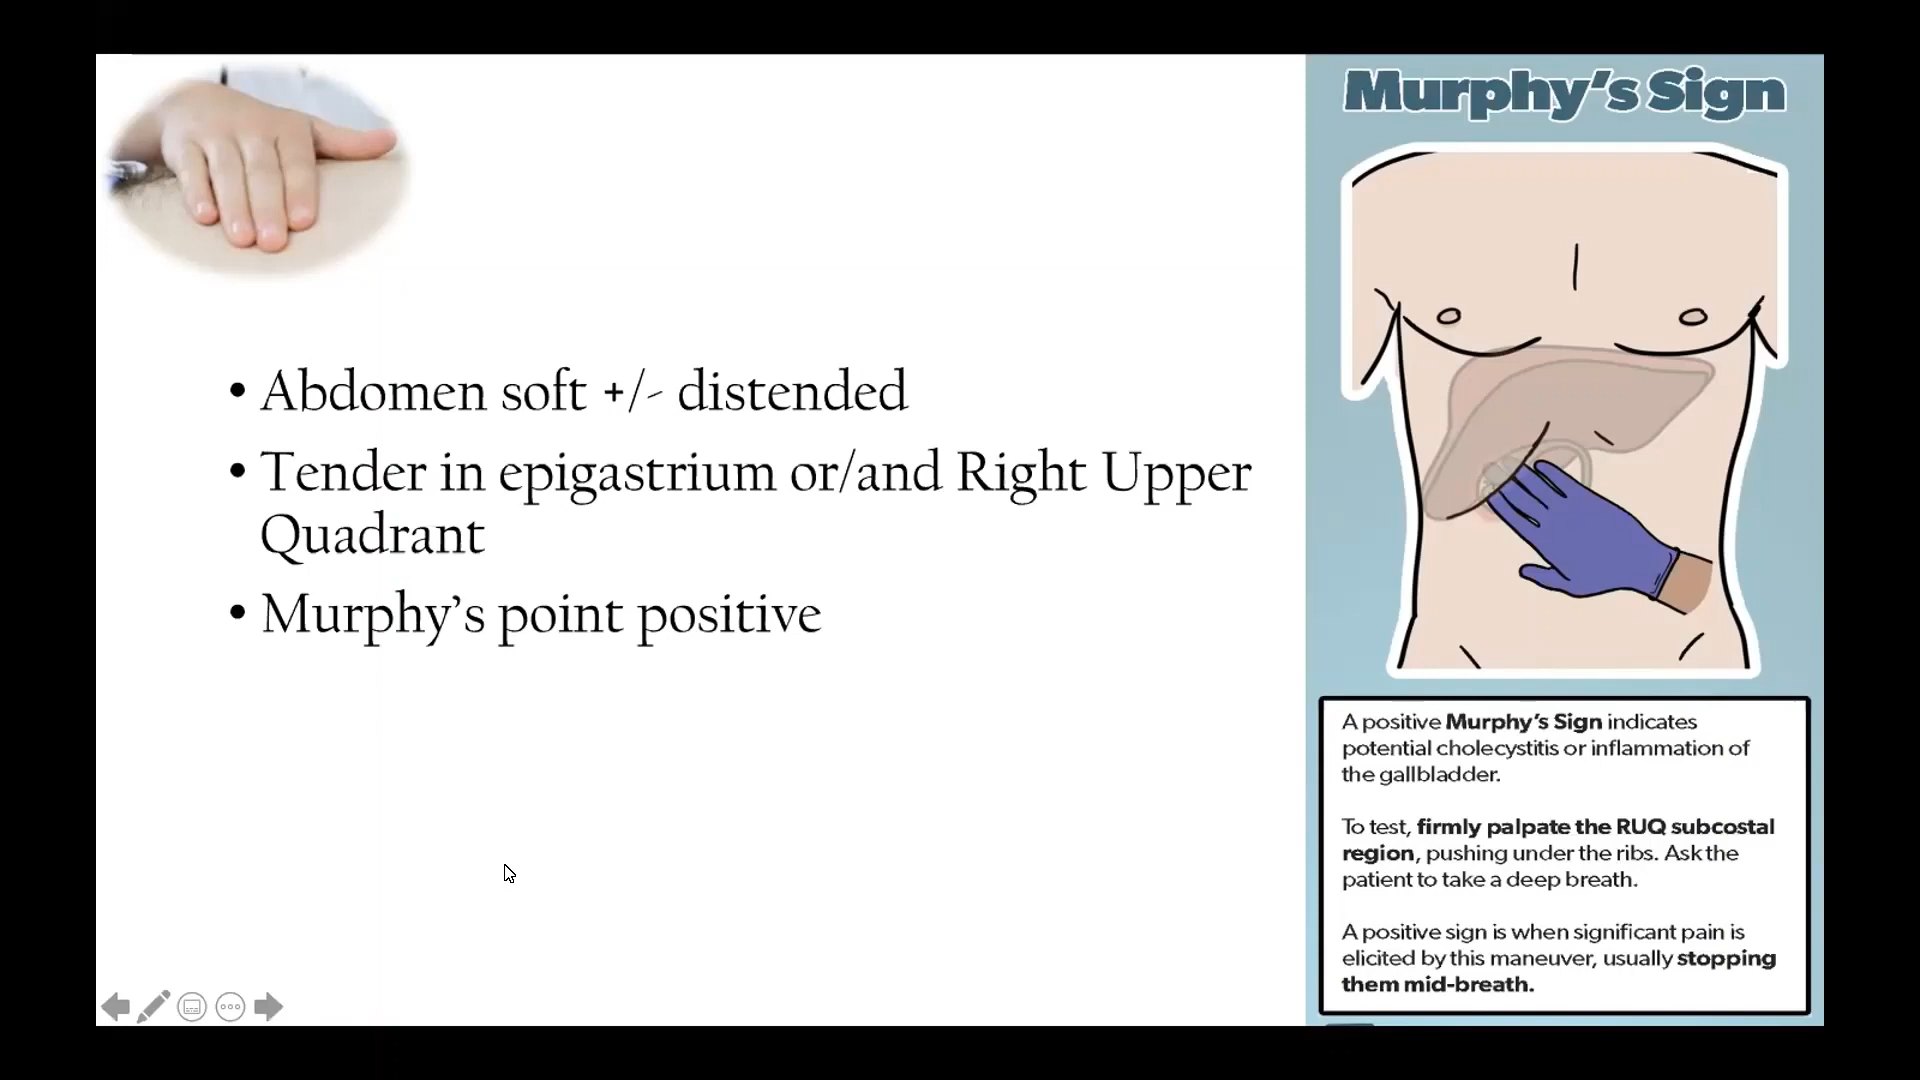 • Abdomen soft +/- distended
• Tender in epigastrium or/and Right Upper
Quadrant
• Murphy’s point positive
Murphy’s Sign
A positive Murphy’s Sign indicates
potential cholecystitis or inflammation of
the gallbladder.
To test, firmly palpate the RUQ subcostal
region, pushing under the ribs. Ask the
patient to take a deep breath.
A positive sign is when significant pain is
elicited by this maneuver, usually stopping
them mid-breath.